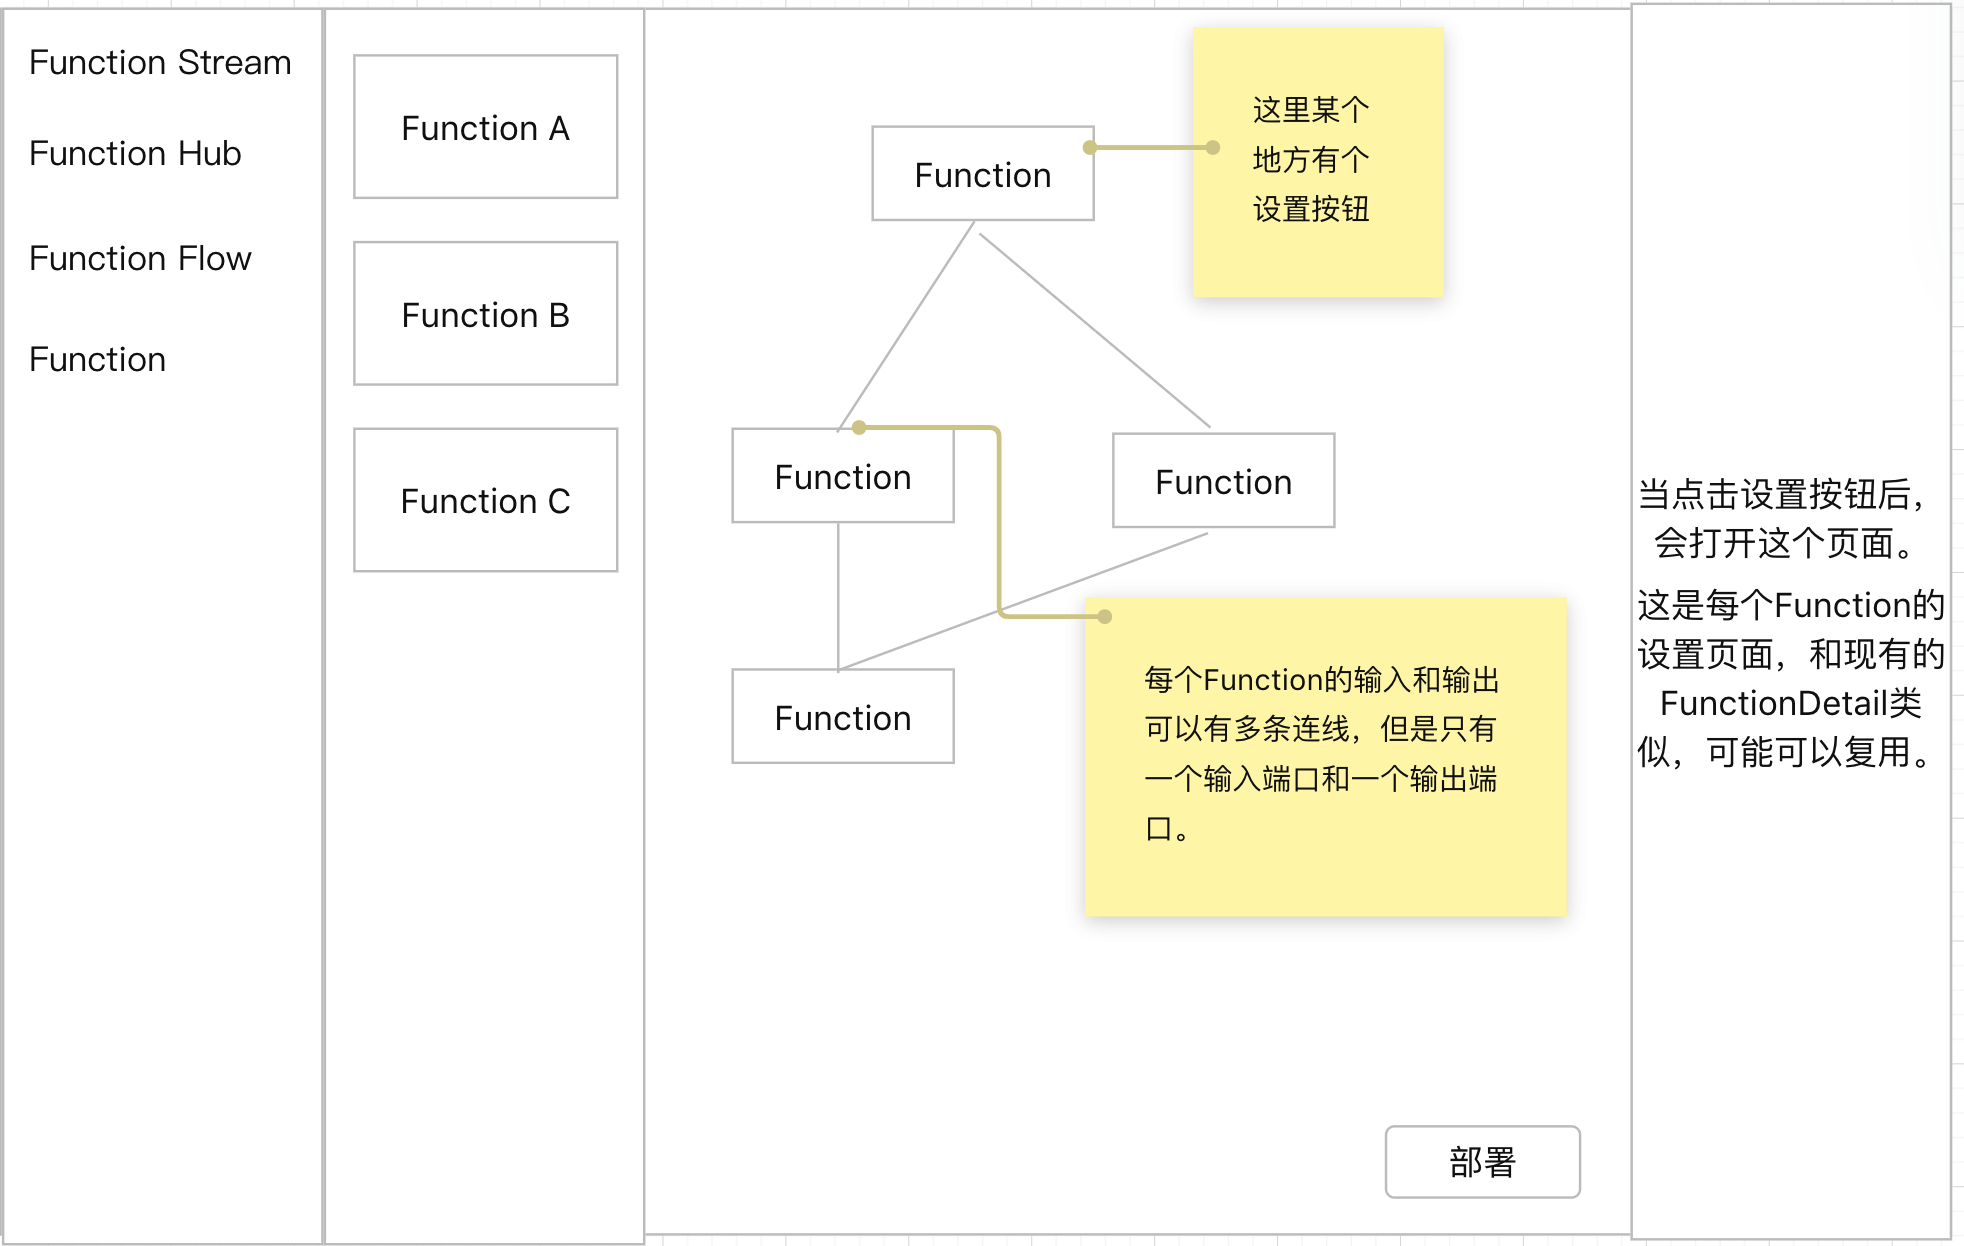 Function Stream
Function Hub
Function Flow
Function
Function A
Function B
Function C
Function
这里某个
地方有个
设置按钮
Function
Function
Function
每个Function的输入和输出
可以有多条连线，但是只有
一个输入端口和一个输出端
口。
部署
当点击设置按钮后，
会打开这个页面。
这是每个Function的
设置页面，和现有的
FunctionDetail类
似，可能可以复用。